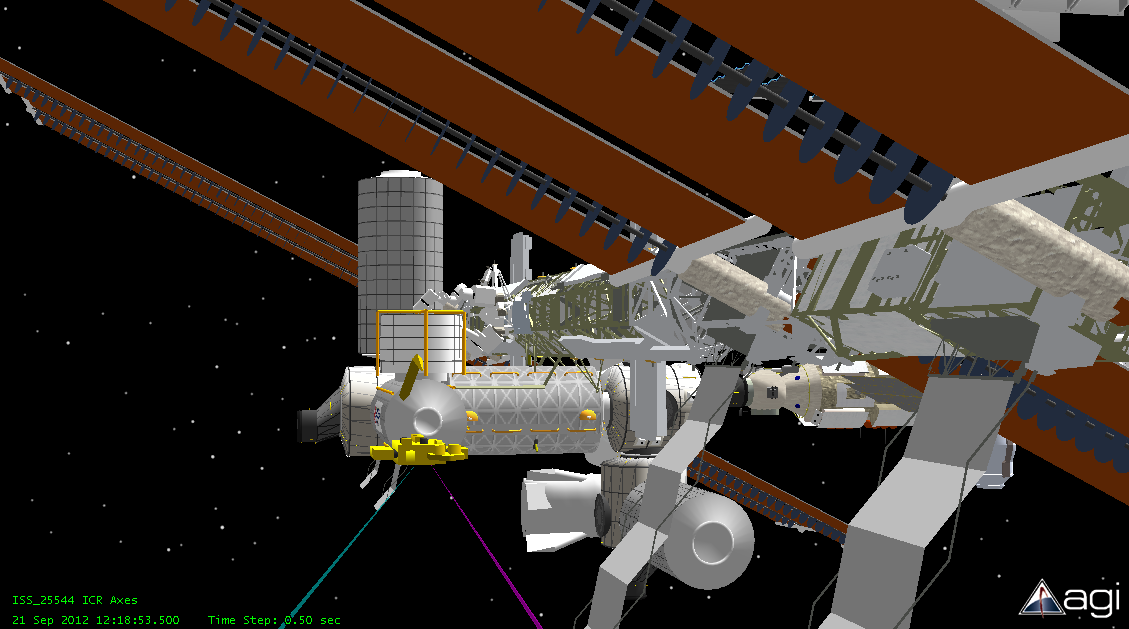 ISS_25544 ICR Axes
21 Sep 2012 12:18:53.500 Time Step: 0.50 sec
agi